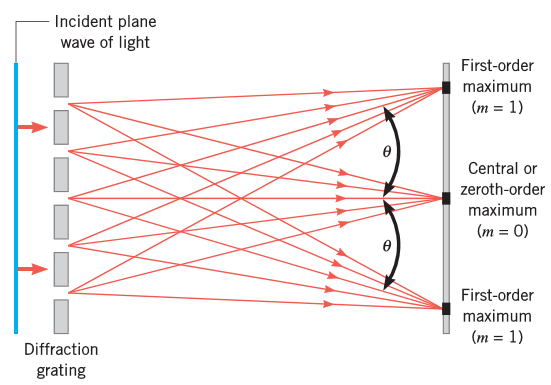 Incident plane
wave of light
First-order
maximum
(m = 1)
θ
Central or
zeroth-order
maximum
(m = 0)
θ
First-order
maximum
(m = 1)
Diffraction
grating